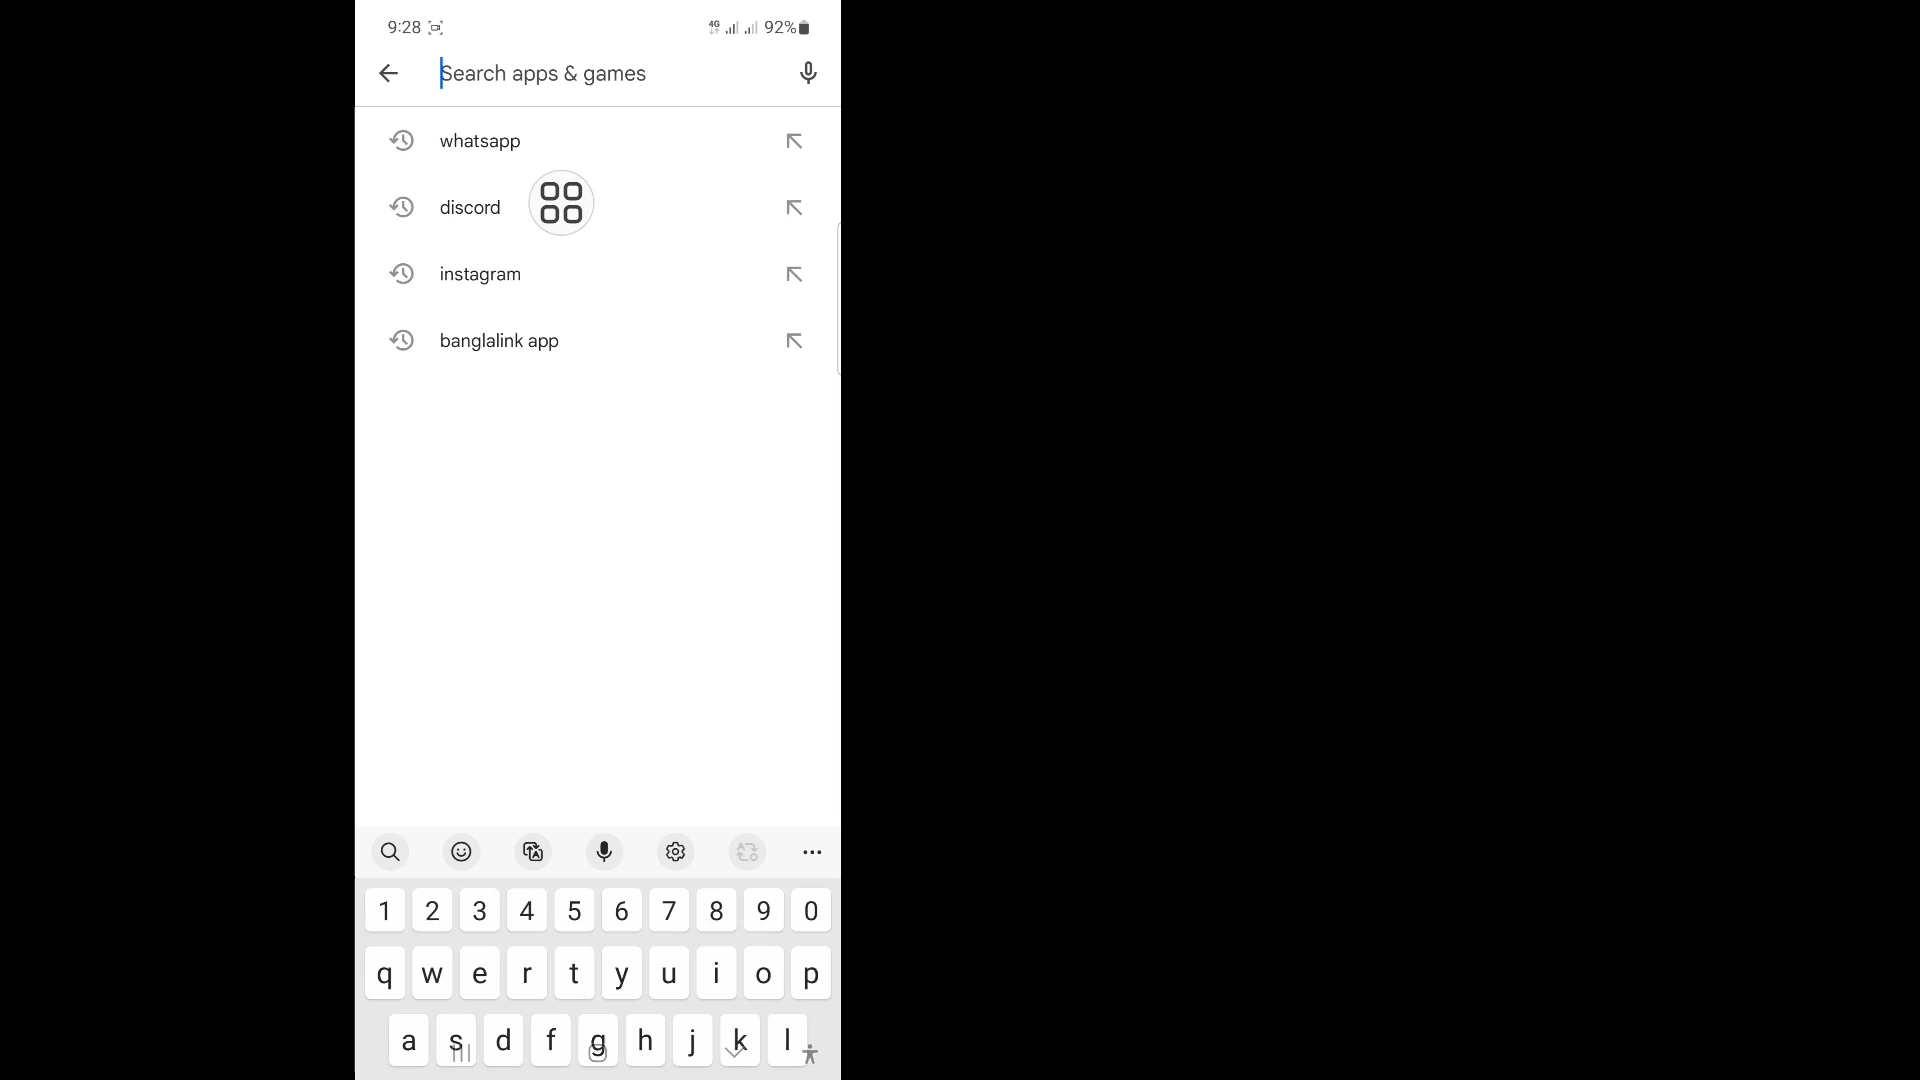 9:28 4G 92%
Search apps & games
whatsapp
discord
instagram
banglalink app
1 2 3 4 5 6 7 8 9 0
q w e r t y u i o p
a s d f g h j k l